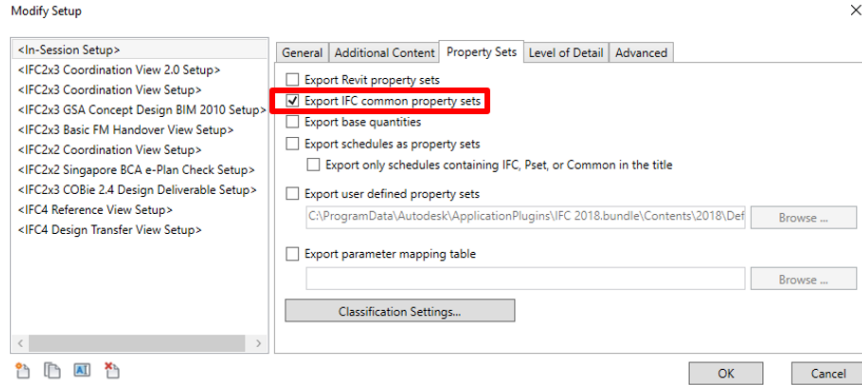 Modify Setup
<In-Session Setup>
<IFC2x3 Coordination View 2.0 Setup>
<IFC2x3 Coordination View Setup>
<IFC2x3 GSA Concept Design BIM 2010 Setup>
<IFC2x3 Basic FM Handover View Setup>
<IFC2x2 Coordination View Setup>
<IFC2x2 Singapore BCA e-Plan Check Setup>
<IFC2x3 COBie 2.4 Design Deliverable Setup>
<IFC4 Reference View Setup>
<IFC4 Design Transfer View Setup>
General Additional Content Property Sets Level of Detail Advanced
Export Revit property sets
Export IFC common property sets
Export base quantities
Export schedules as property sets
Export only schedules containing IFC, Pset, or Common in the title
Export user defined property sets
C:\ProgramData\Autodesk\ApplicationPlugins\IFC 2018.bundle\Contents\2018\Def Browse ...
Export parameter mapping table
Browse ...
Classification Settings...
OK Cancel